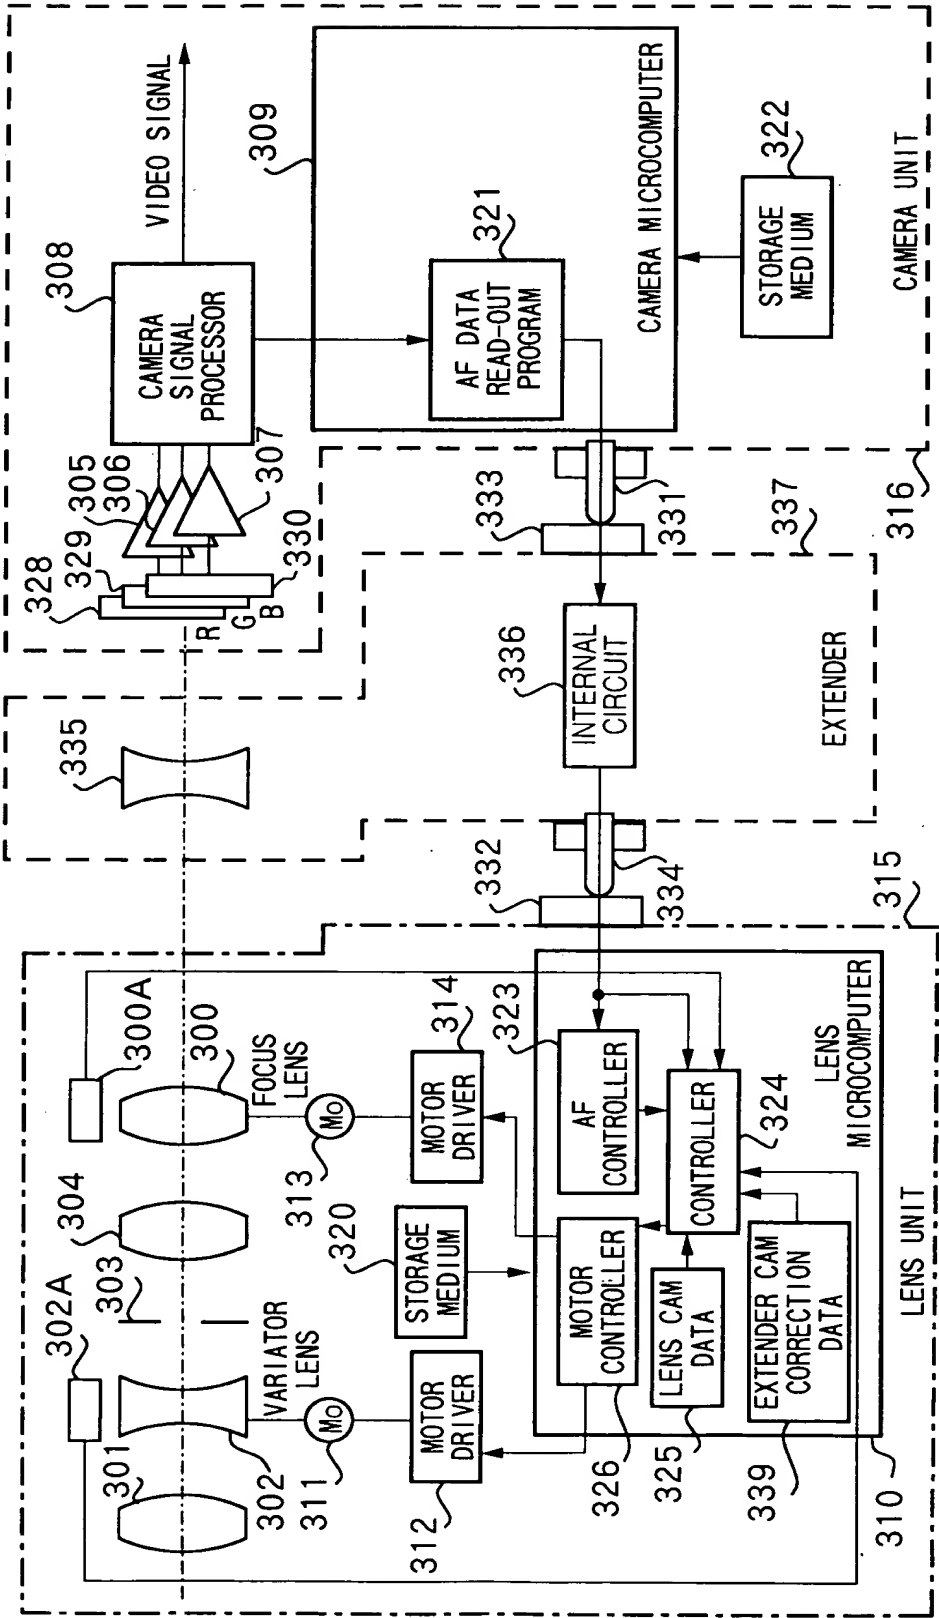 302A
300A
301
303
304
300
335
328
329
305
306
308
VIDEO SIGNAL
302
VARIATOR
LENS
FOCUS
LENS
R
G
B
330
307
CAMERA
SIGNAL
PROCESSOR
309
311
Mo
313
Mo
312
MOTOR
DRIVER
320
STORAGE
MEDIUM
314
MOTOR
DRIVER
332
334
336
INTERNAL
CIRCUIT
333
331
321
AF DATA
READ-OUT
PROGRAM
CAMERA MICROCOMPUTER
326
MOTOR
CONTROLLER
323
AF
CONTROLLER
325
LENS CAM
DATA
CONTROLLER
324
339
EXTENDER CAM
CORRECTION
DATA
LENS
MICROCOMPUTER
310
LENS UNIT
315
EXTENDER
337
316
STORAGE
MEDIUM
322
CAMERA UNIT